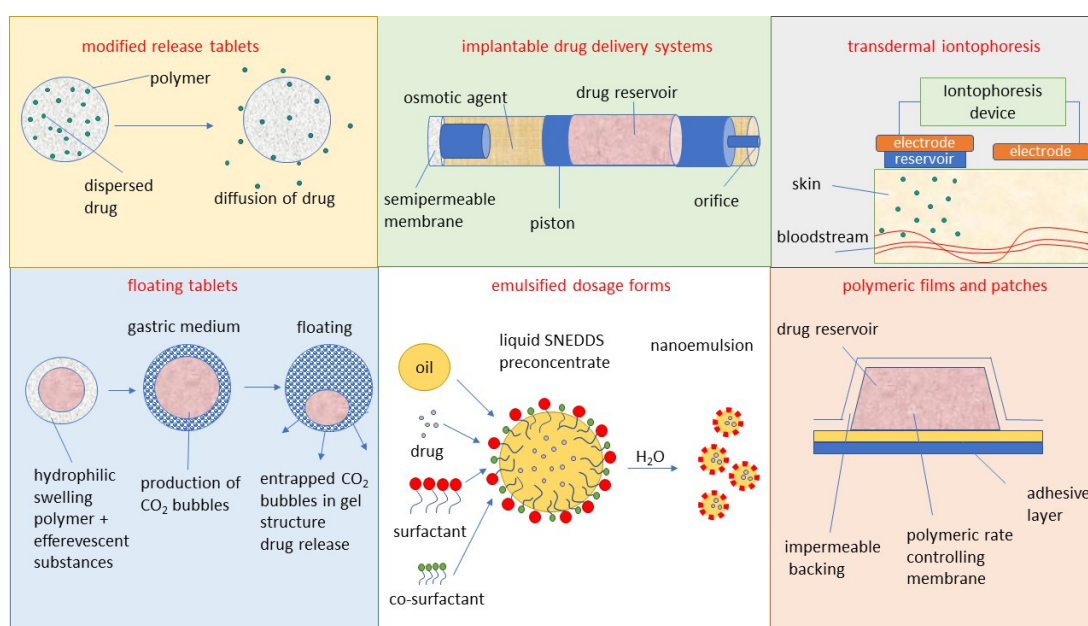 modified release tablets
polymer
dispersed
drug
diffusion of drug
implantable drug delivery systems
osmotic agent
drug reservoir
semipermeable
membrane
piston
orifice
transdermal iontophoresis
Iontophoresis
device
electrode
reservoir
electrode
skin
bloodstream
floating tablets
gastric medium
floating
hydrophilic
swelling
polymer +
efferevescent
substances
production of
CO₂ bubbles
entrapped CO₂
bubbles in gel
structure
drug release
emulsified dosage forms
oil
liquid SNEDDS
preconcentrate
nanoemulsion
drug
H₂O
surfactant
co-surfactant
polymeric films and patches
drug reservoir
adhesive
layer
impermeable
backing
polymeric rate
controlling
membrane